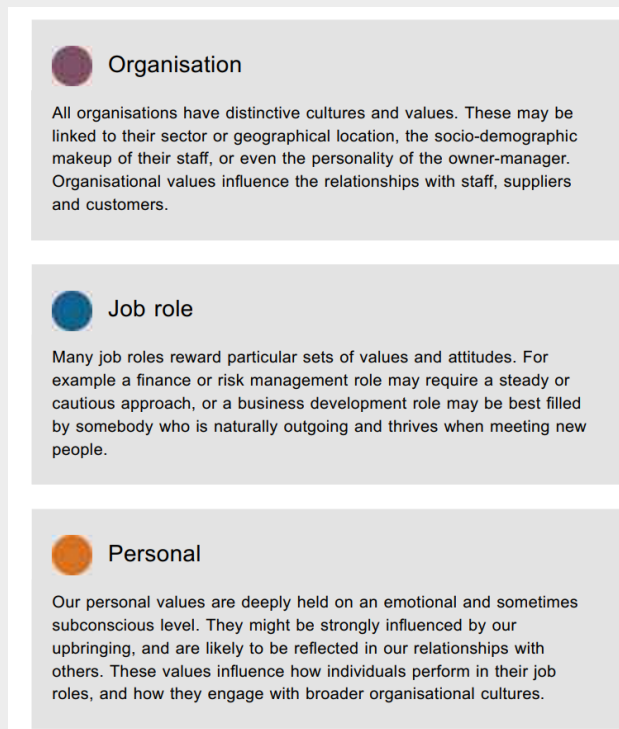 Organisation
All organisations have distinctive cultures and values. These may be
linked to their sector or geographical location, the socio-demographic
makeup of their staff, or even the personality of the owner-manager.
Organisational values influence the relationships with staff, suppliers
and customers.
Job role
Many job roles reward particular sets of values and attitudes. For
example a finance or risk management role may require a steady or
cautious approach, or a business development role may be best filled
by somebody who is naturally outgoing and thrives when meeting new
people.
Personal
Our personal values are deeply held on an emotional and sometimes
subconscious level. They might be strongly influenced by our
upbringing, and are likely to be reflected in our relationships with
others. These values influence how individuals perform in their job
roles, and how they engage with broader organisational cultures.